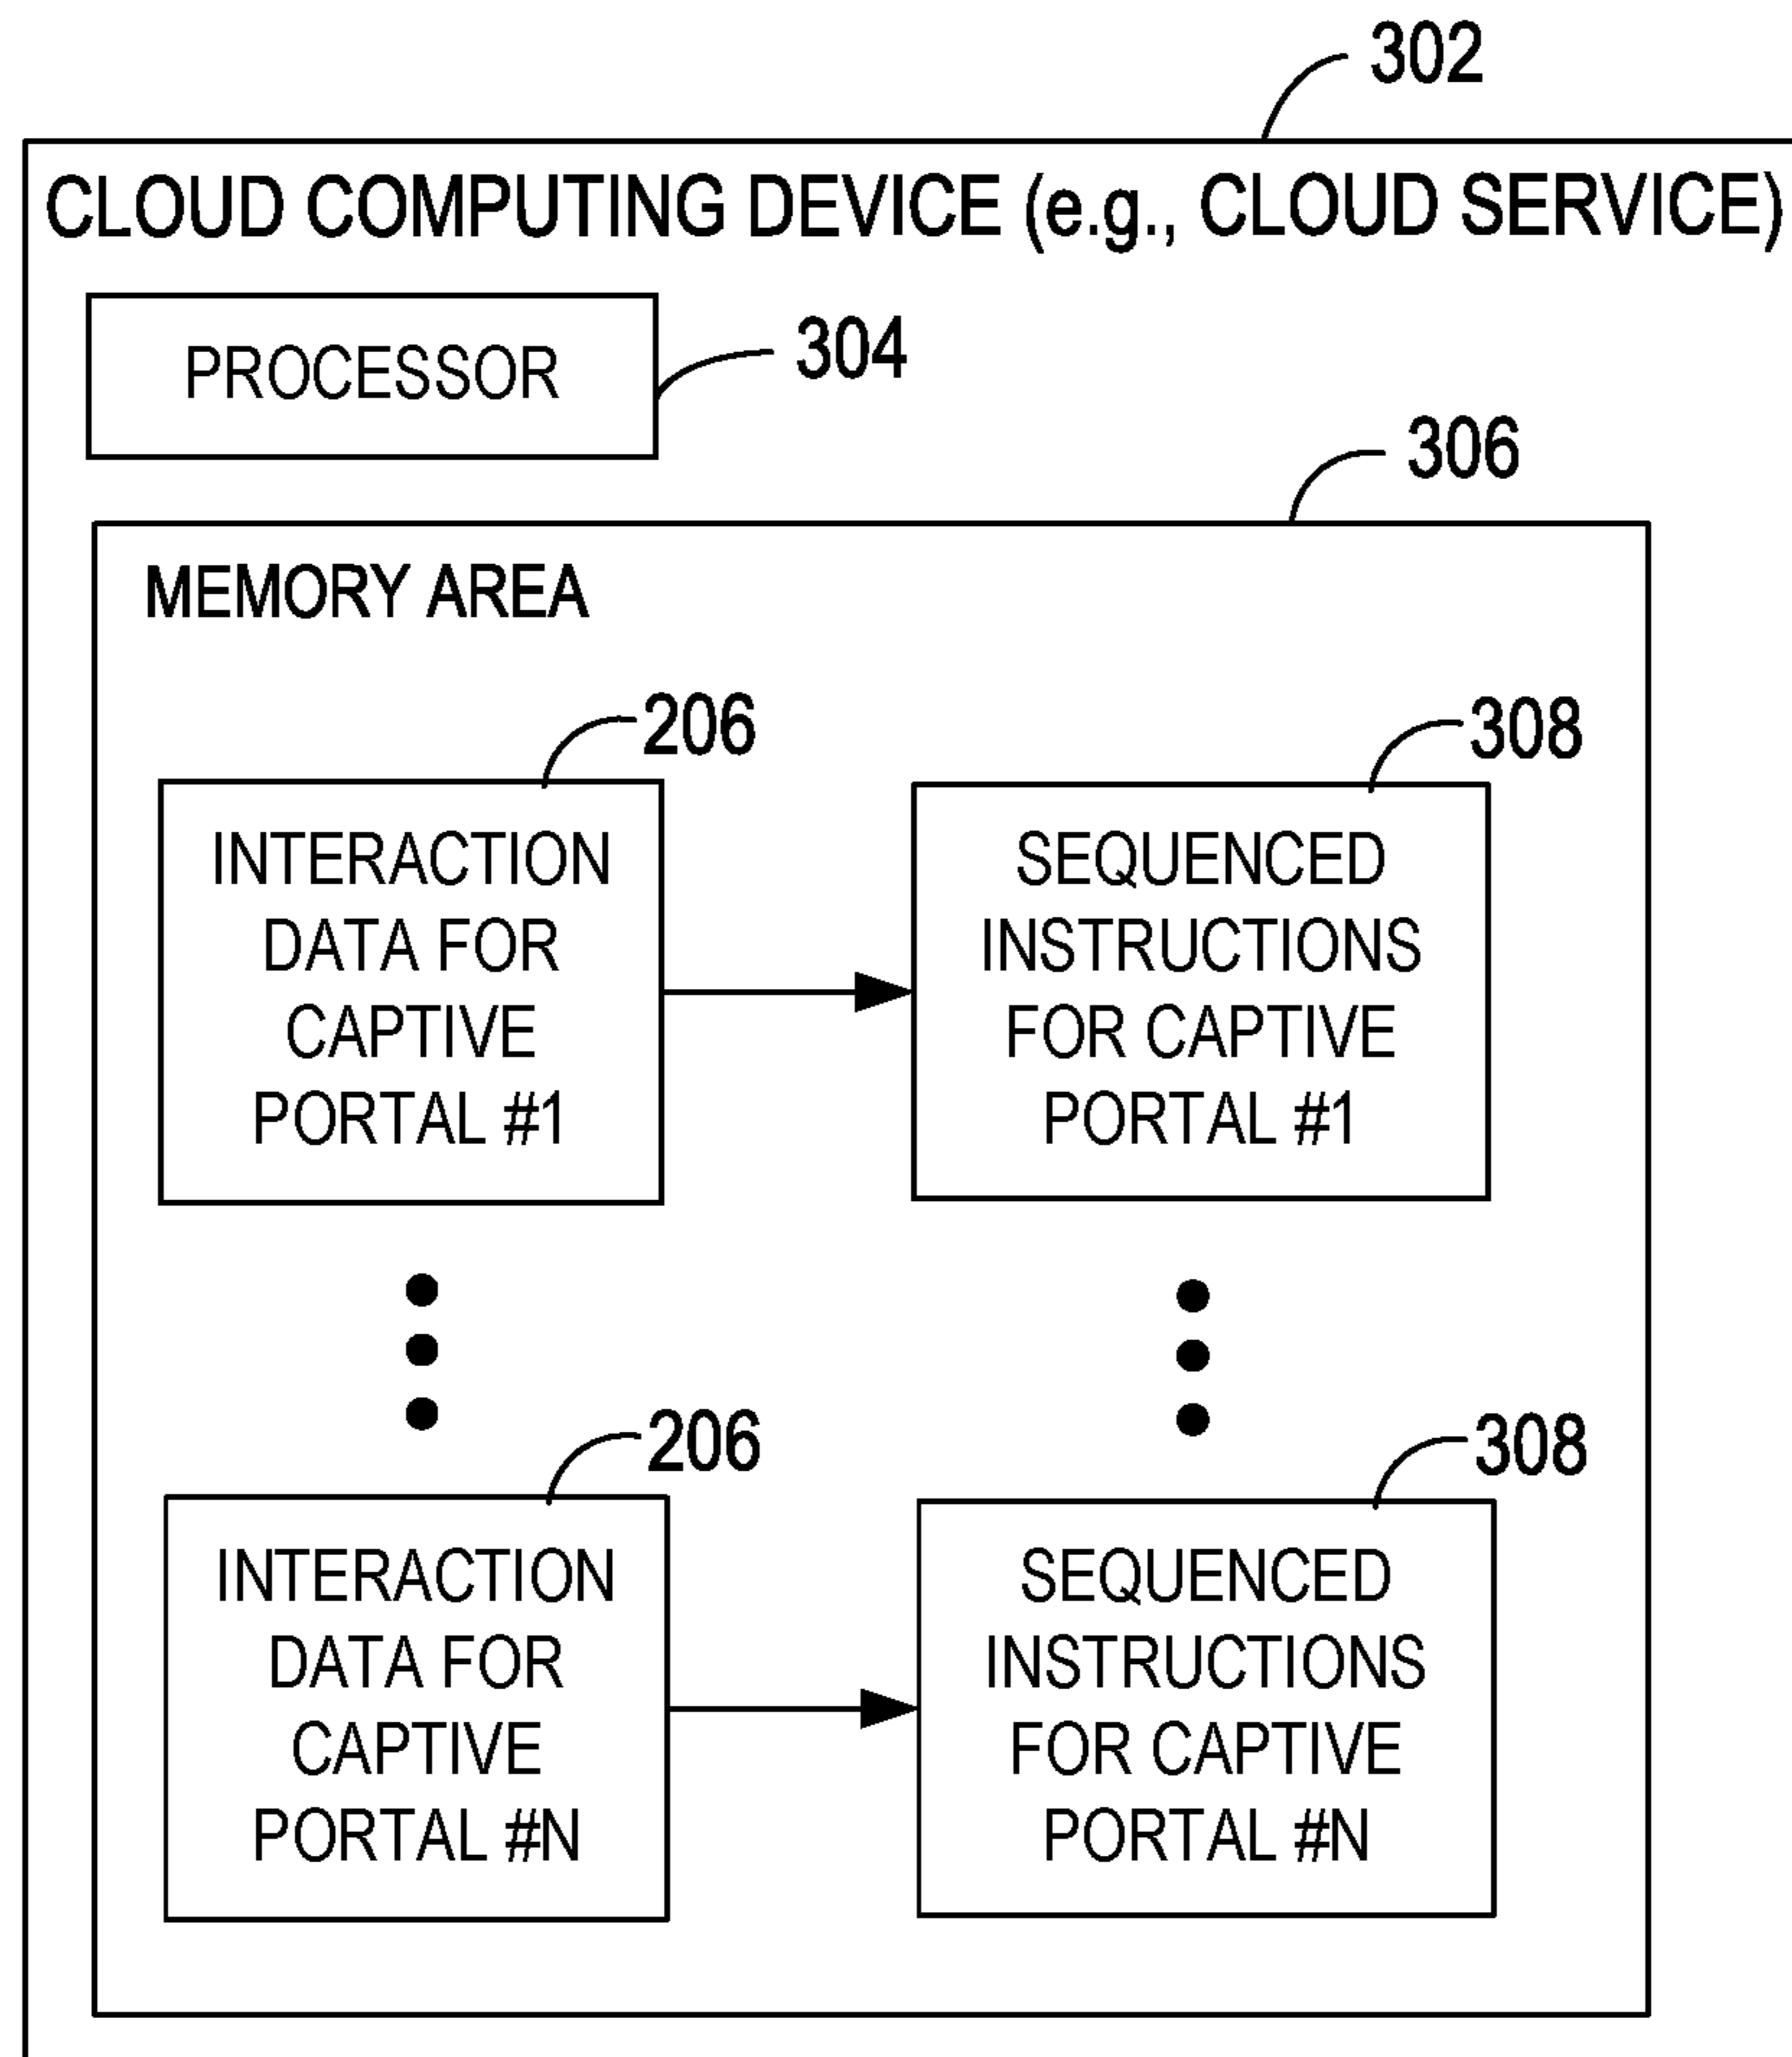 302
CLOUD COMPUTING DEVICE (e.g., CLOUD SERVICE)
PROCESSOR
304
306
MEMORY AREA
206
308
INTERACTION
DATA FOR
CAPTIVE
PORTAL #1
SEQUENCED
INSTRUCTIONS
FOR CAPTIVE
PORTAL #1
206
308
INTERACTION
DATA FOR
CAPTIVE
PORTAL #N
SEQUENCED
INSTRUCTIONS
FOR CAPTIVE
PORTAL #N